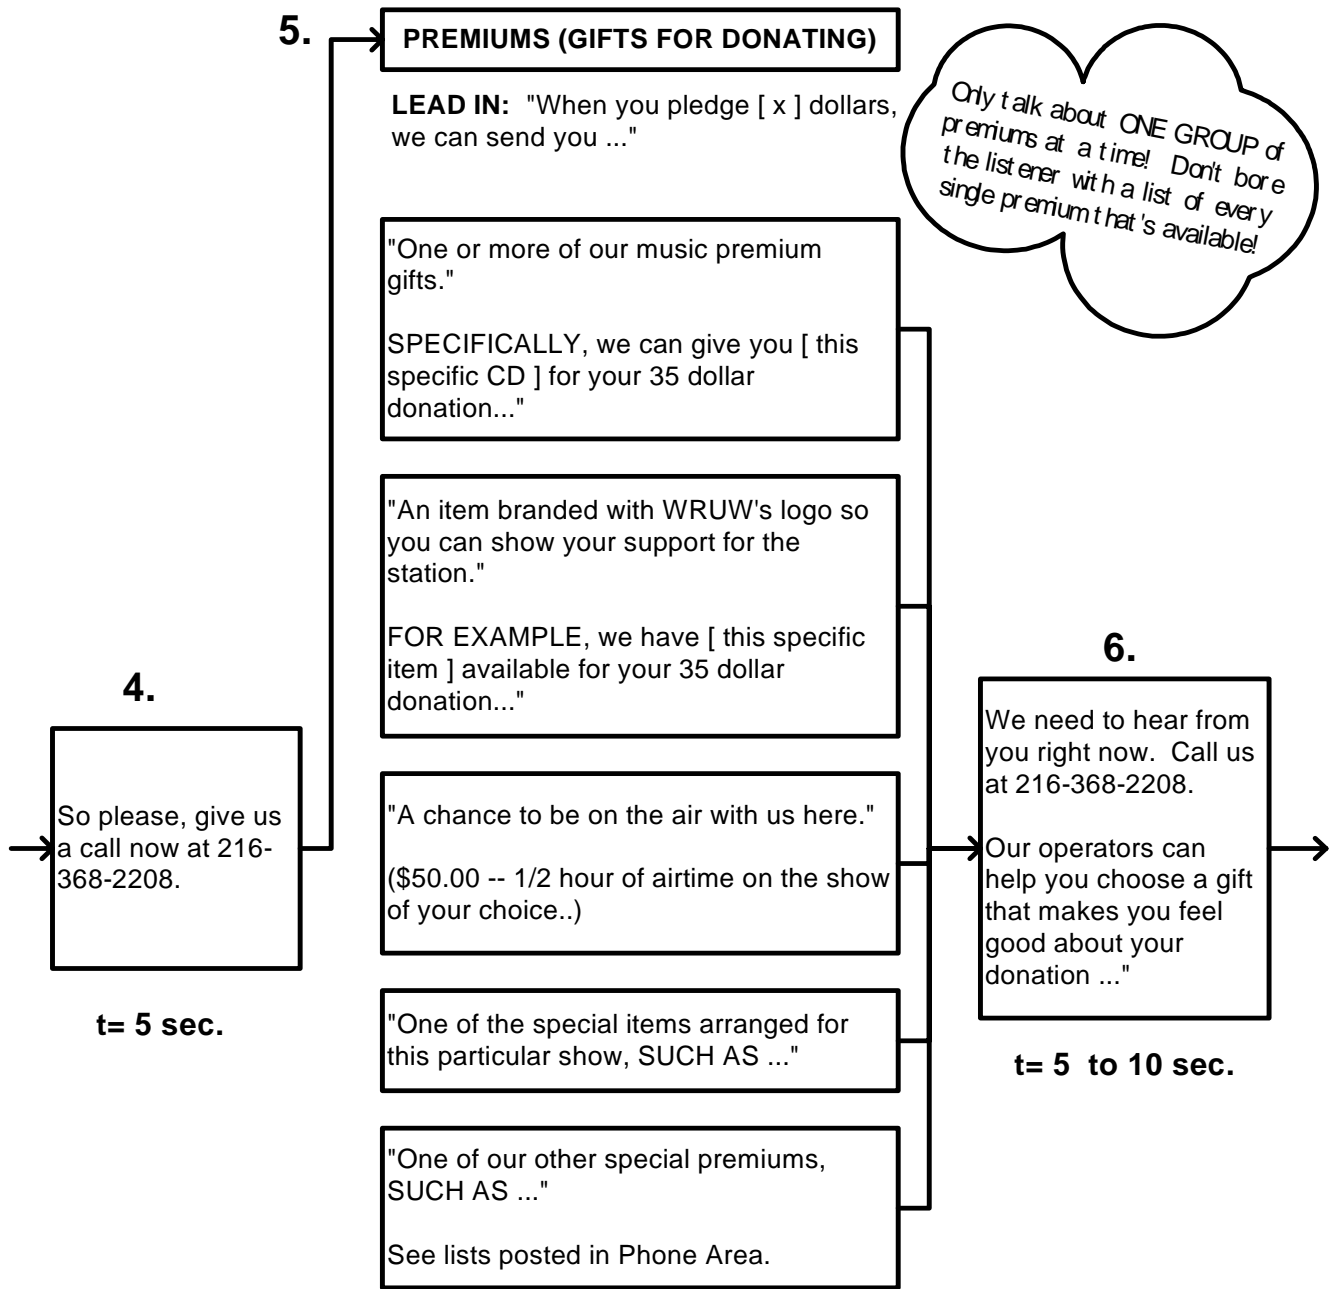 5.
PREMIUMS (GIFTS FOR DONATING)
LEAD IN: "When you pledge [ x ] dollars,
we can send you ..."
Only talk about ONE GROUP of
premiums at a time! Don't bore
the listener with a list of every
single premium that's available!
"One or more of our music premium
gifts."
SPECIFICALLY, we can give you [ this
specific CD ] for your 35 dollar
donation..."
"An item branded with WRUW's logo so
you can show your support for the
station."
FOR EXAMPLE, we have [ this specific
item ] available for your 35 dollar
donation..."
"A chance to be on the air with us here."
($50.00 -- 1/2 hour of airtime on the show
of your choice..)
"One of the special items arranged for
this particular show, SUCH AS ..."
"One of our other special premiums,
SUCH AS ..."
See lists posted in Phone Area.
4.
So please, give us
a call now at 216-
368-2208.
t= 5 sec.
6.
We need to hear from
you right now. Call us
at 216-368-2208.
Our operators can
help you choose a gift
that makes you feel
good about your
donation ..."
t= 5 to 10 sec.